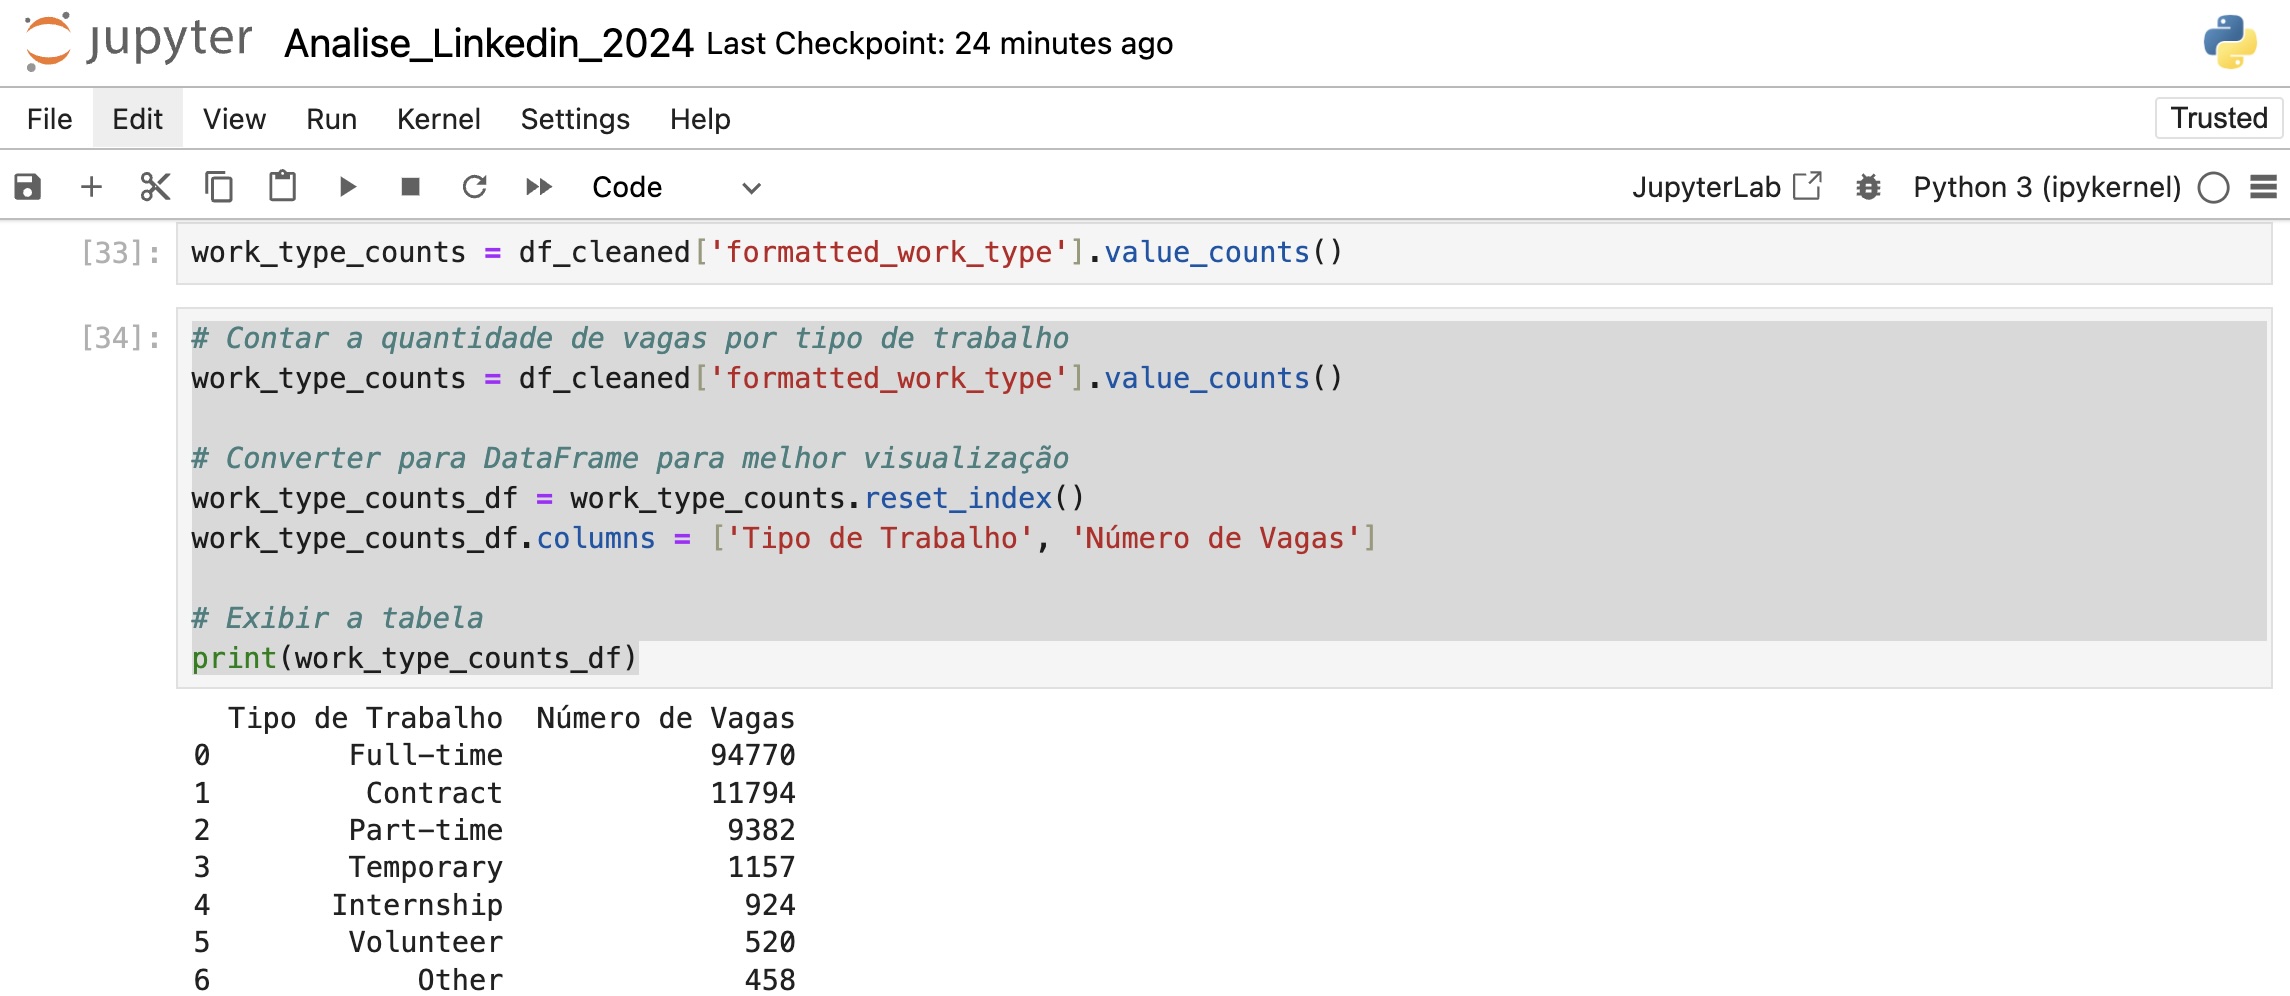 jupyter Analise_Linkedin_2024 Last Checkpoint: 24 minutes ago
File Edit View Run Kernel Settings Help Trusted
Code JupyterLab Python 3 (ipykernel)
[33]: work_type_counts = df_cleaned['formatted_work_type'].value_counts()
[34]: # Contar a quantidade de vagas por tipo de trabalho
work_type_counts = df_cleaned['formatted_work_type'].value_counts()
# Converter para DataFrame para melhor visualização
work_type_counts_df = work_type_counts.reset_index()
work_type_counts_df.columns = ['Tipo de Trabalho', 'Número de Vagas']
# Exibir a tabela
print(work_type_counts_df)
Tipo de Trabalho Número de Vagas
0 Full-time 94770
1 Contract 11794
2 Part-time 9382
3 Temporary 1157
4 Internship 924
5 Volunteer 520
6 Other 458